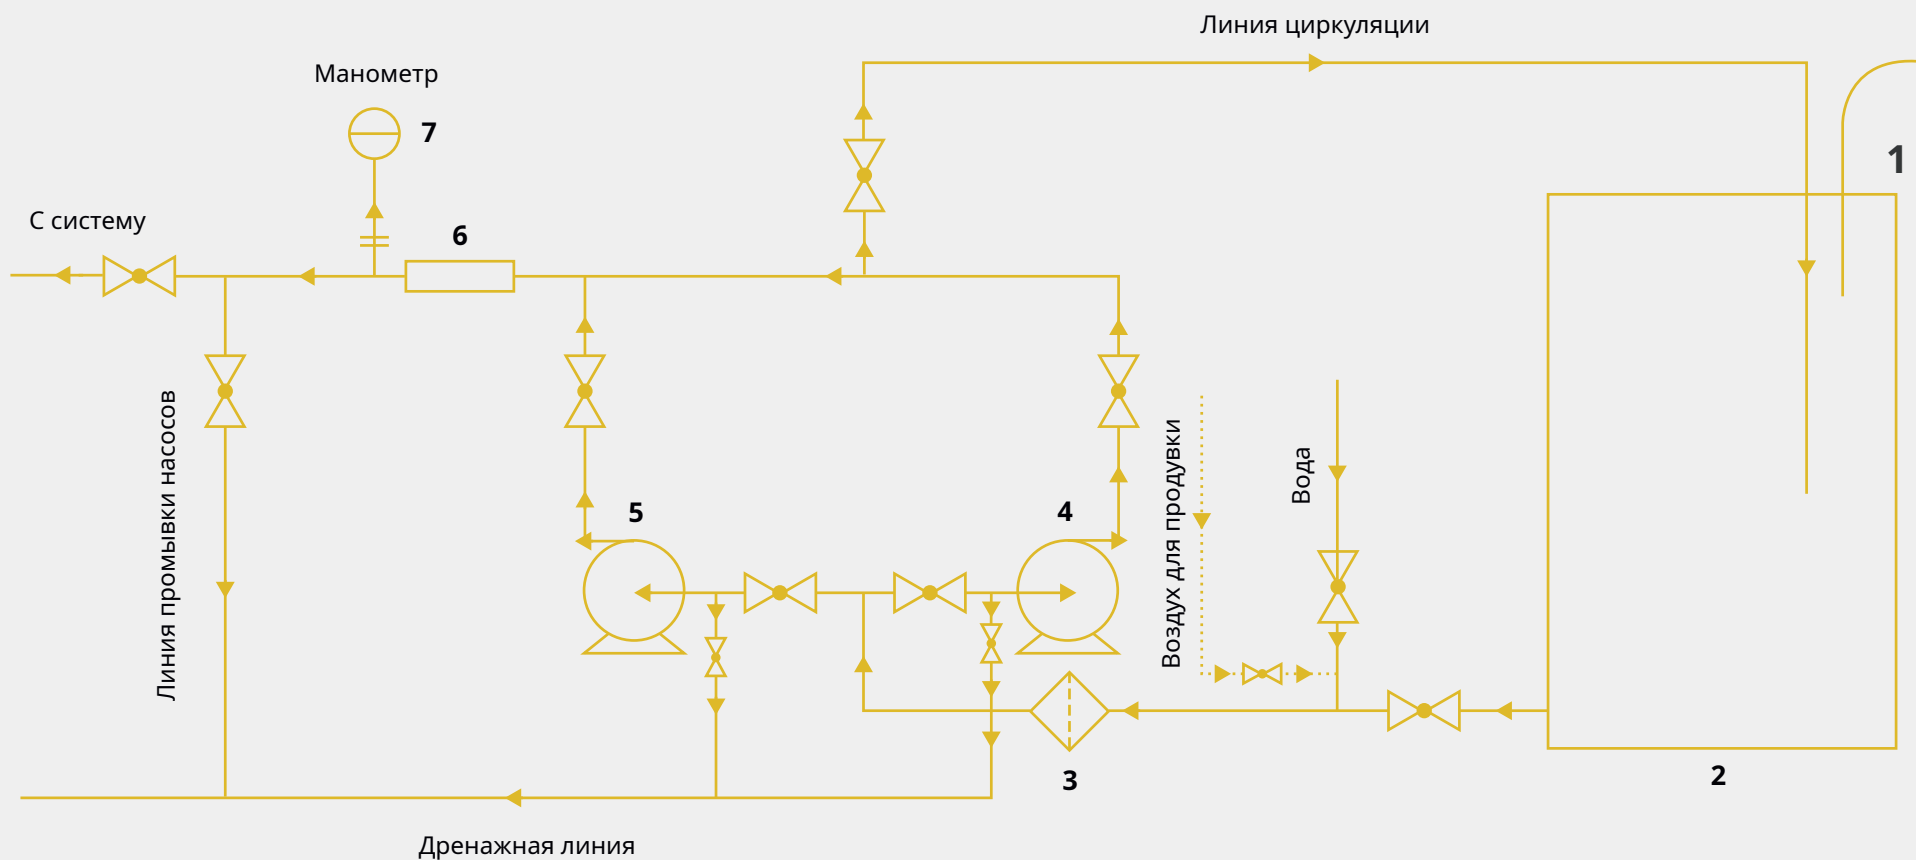 Линия циркуляции
Манометр
7
1
С систему
6
5
4
Линия промывки насосов
Воздух для продувки
Вода
3
2
Дренажная линия